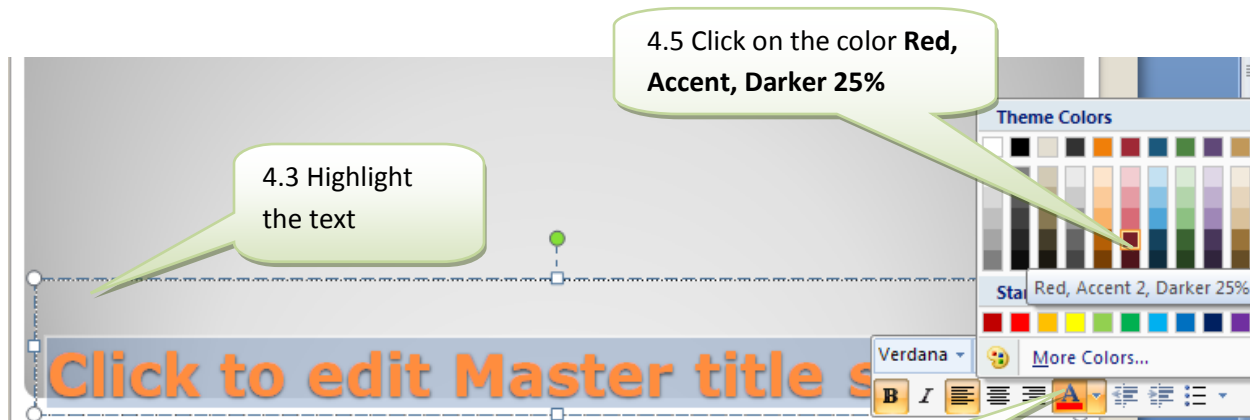 4.5 Click on the color Red,
Accent, Darker 25%
Theme Colors
4.3 Highlight
the text
Red, Accent 2, Darker 25%
Click to edit Master title s
Verdana
More Colors...
B I A